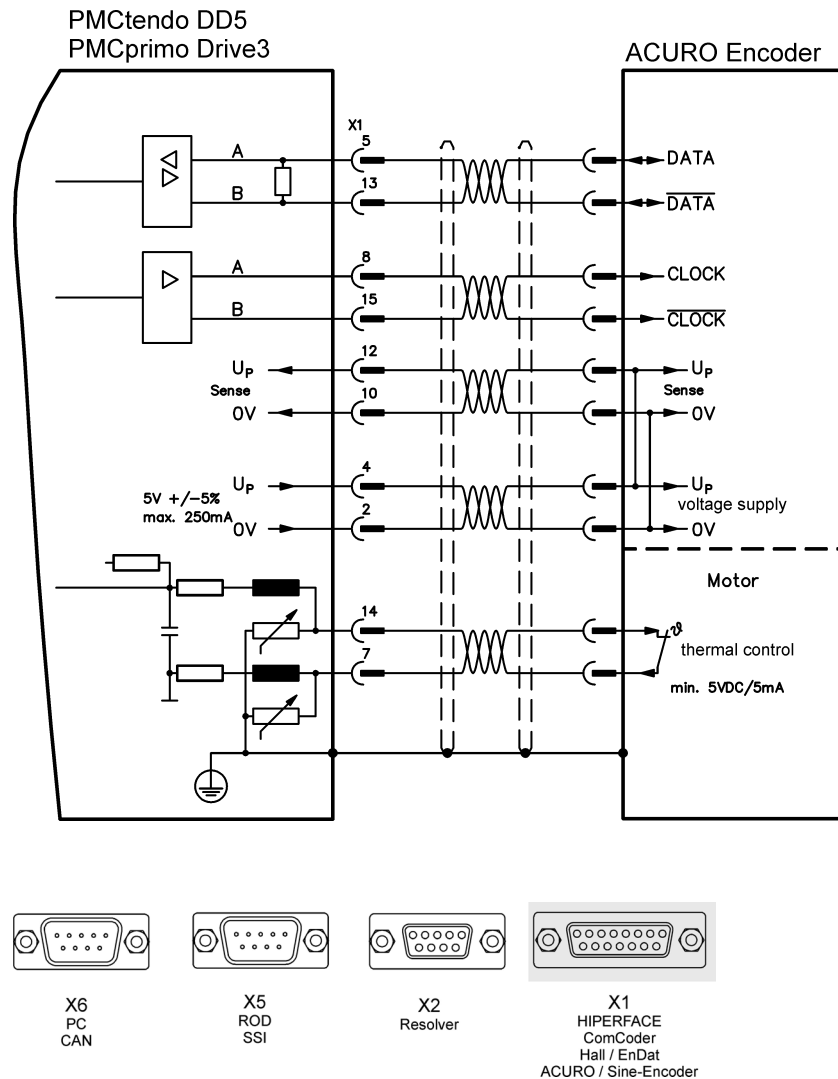 PMCtendo DD5
PMCprimo Drive3
ACURO Encoder
X1
A
5
DATA
B
13
DATA
A
8
CLOCK
B
15
CLOCK
UP
12
UP
Sense
Sense
0V
10
0V
UP
4
UP
5V +/-5%
max. 250mA
voltage supply
0V
2
0V
Motor
14
ϑ
thermal control
7
min. 5VDC/5mA
X6
PC
CAN
X5
ROD
SSI
X2
Resolver
X1
HIPERFACE
ComCoder
Hall / EnDat
ACURO / Sine-Encoder